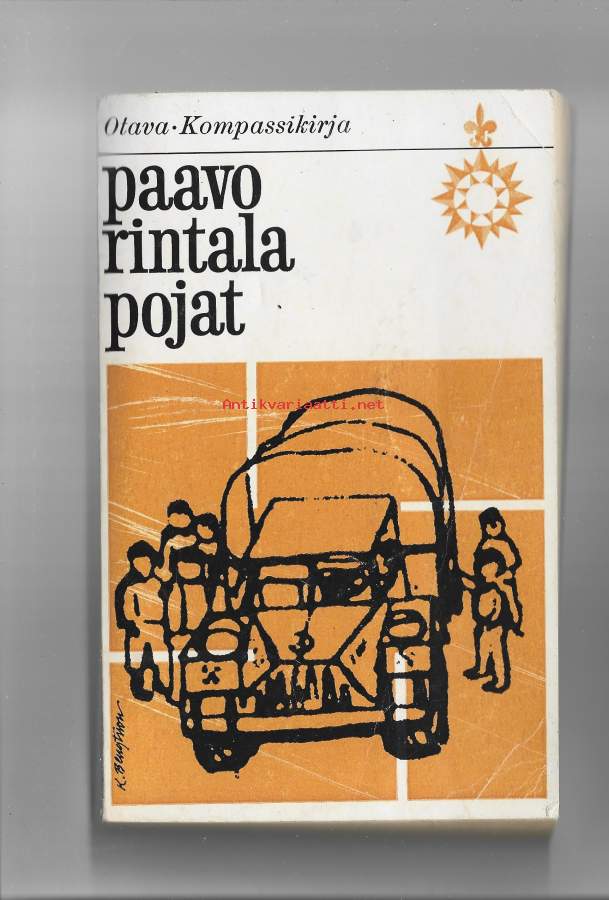 Otava·Kompassikirja
paavo
rintala
pojat
Antikvariaatti.net